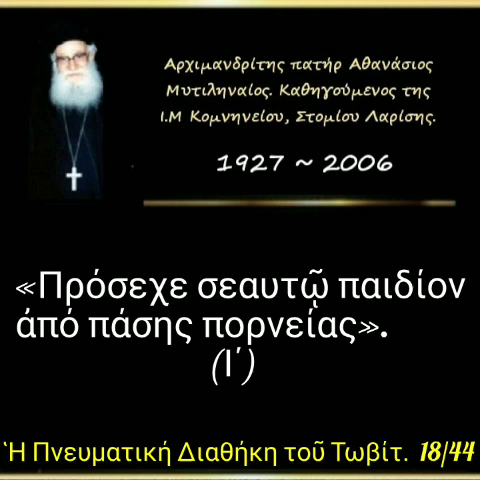 Αρχιμανδρίτης πατήρ Αθανάσιος
Μυτιληναίος. Καθηγούμενος της
Ι.Μ Κομνηνείου, Στομίου Λαρίσης.
1927 ~ 2006
«Πρόσεχε σεαυτῷ παιδίον
ἁπό πάσης πορνείας».
(Ι΄)
Ἡ Πνευματική Διαθήκη τοῦ Τωβίτ. 18/44